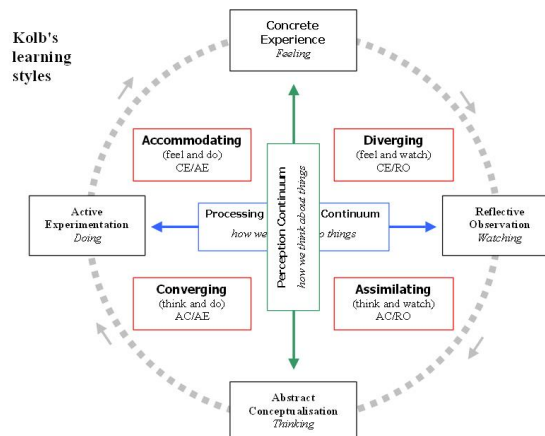 Kolb's
learning
styles
Concrete
Experience
Feeling
Accommodating
(feel and do)
CE/AE
Diverging
(feel and watch)
CE/RO
Active
Experimentation
Doing
Processing Continuum
how we things
Perception Continuum
how we think about things
Reflective
Observation
Watching
Converging
(think and do)
AC/AE
Assimilating
(think and watch)
AC/RO
Abstract
Conceptualisation
Thinking